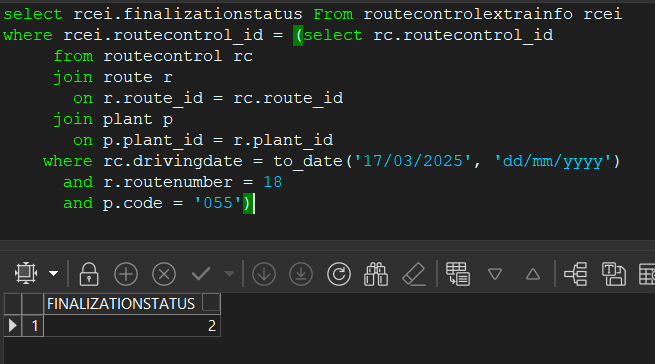 select rcei.finalizationstatus From routecontrolextrainfo rcei
where rcei.routecontrol_id = (select rc.routecontrol_id
from routecontrol rc
join route r
on r.route_id = rc.route_id
join plant p
on p.plant_id = r.plant_id
where rc.drivingdate = to_date('17/03/2025', 'dd/mm/yyyy')
and r.routenumber = 18
and p.code = '055')
FINALIZATIONSTATUS
1 2